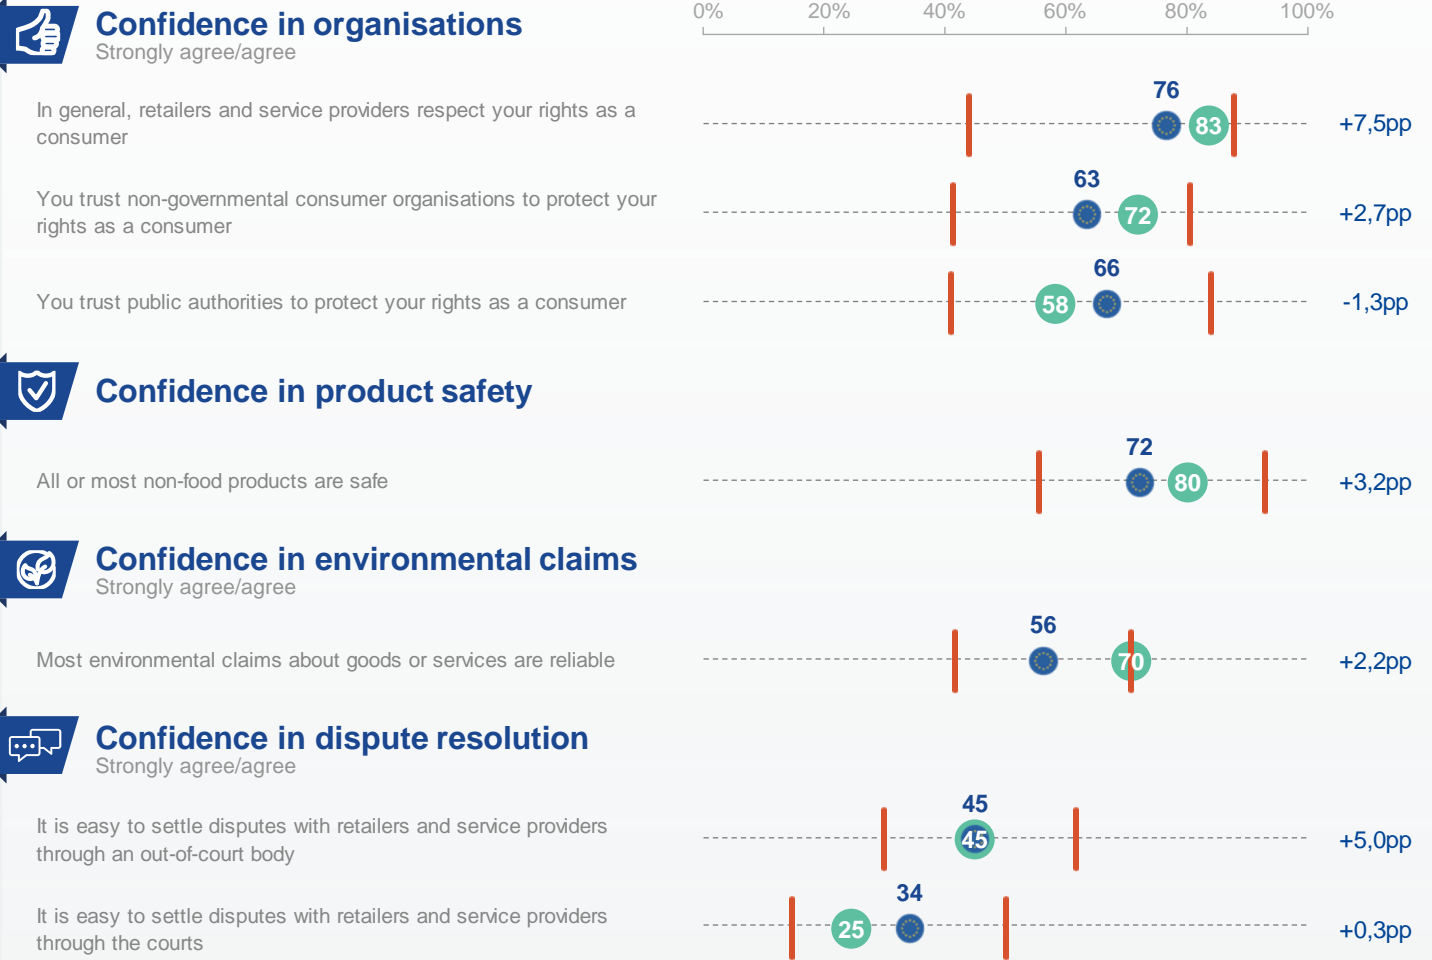 Confidence in organisations
Strongly agree/agree
0% 20% 40% 60% 80% 100%
In general, retailers and service providers respect your rights as a
consumer
76
83
+7,5pp
You trust non-governmental consumer organisations to protect your
rights as a consumer
63
72
+2,7pp
You trust public authorities to protect your rights as a consumer
66
58
-1,3pp
Confidence in product safety
All or most non-food products are safe
72
80
+3,2pp
Confidence in environmental claims
Strongly agree/agree
Most environmental claims about goods or services are reliable
56
70
+2,2pp
Confidence in dispute resolution
Strongly agree/agree
It is easy to settle disputes with retailers and service providers
through an out-of-court body
45
45
+5,0pp
It is easy to settle disputes with retailers and service providers
through the courts
34
25
+0,3pp